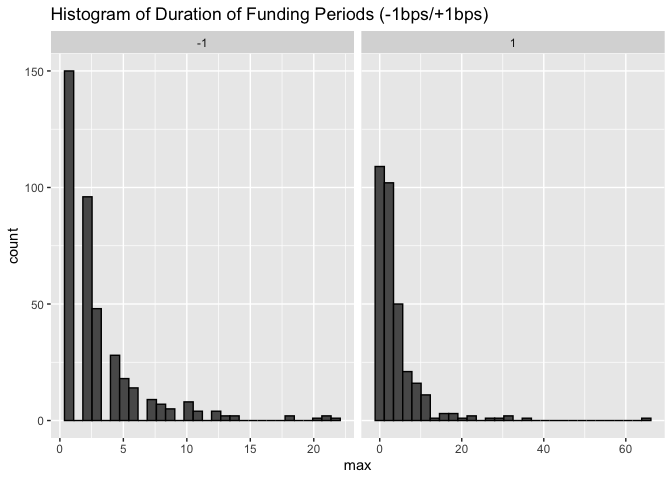 Histogram of Duration of Funding Periods (-1bps/+1bps)
-1 1
150
100
50
0
count
0 5 10 15 20 0 20 40 60
max